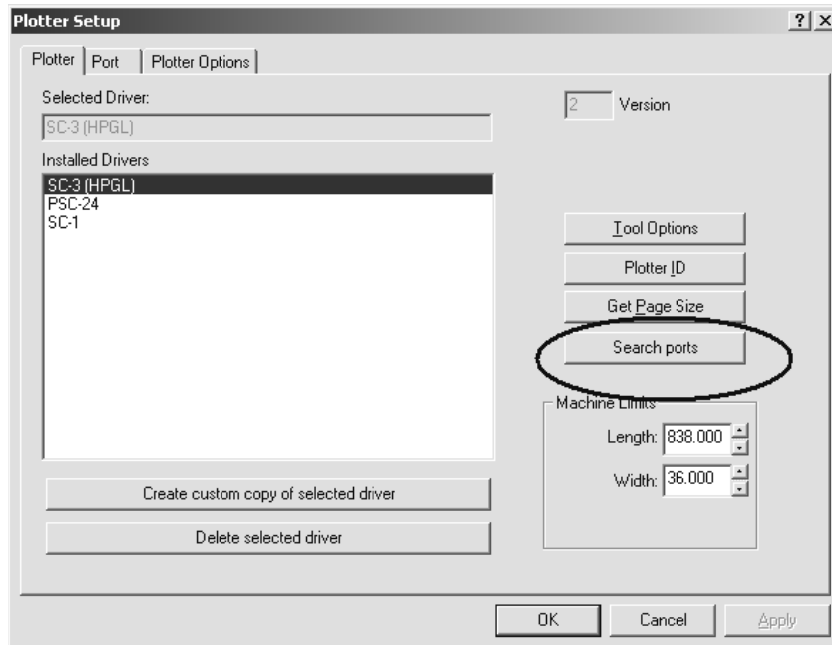 Plotter Setup
? x
Plotter Port Plotter Options
Selected Driver:
2 Version
SC-3 (HPGL)
Installed Drivers
SC-3 (HPGL)
PSC-24
SC-1
Tool Options
Plotter ID
Get Page Size
Search ports
Machine Limits
Length: 838.000
Width: 36.000
Create custom copy of selected driver
Delete selected driver
OK Cancel Apply